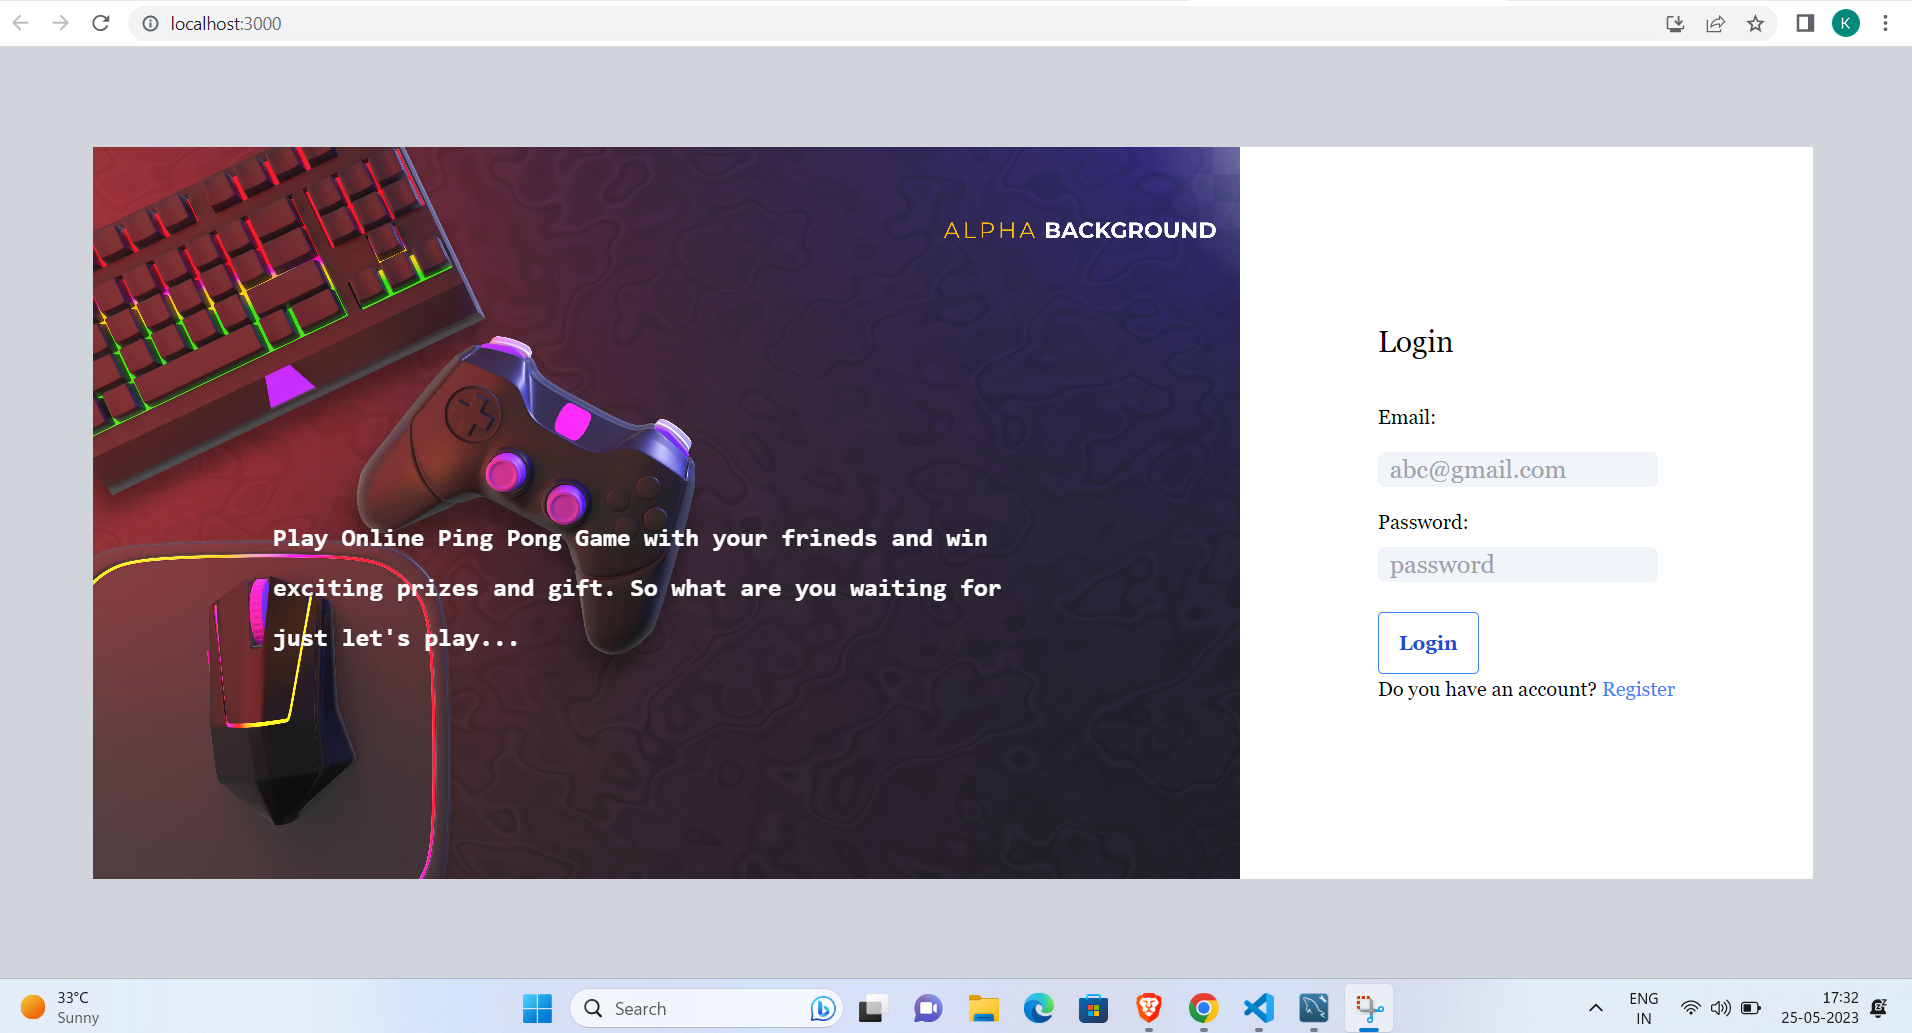 localhost:3000
K
ALPHA BACKGROUND
Play Online Ping Pong Game with your frineds and win
exciting prizes and gift. So what are you waiting for
just let's play...
Login
Email:
abc@gmail.com
Password:
password
Login
Do you have an account? Register
33°C
Sunny
Search
ENG
IN
17:32
25-05-2023